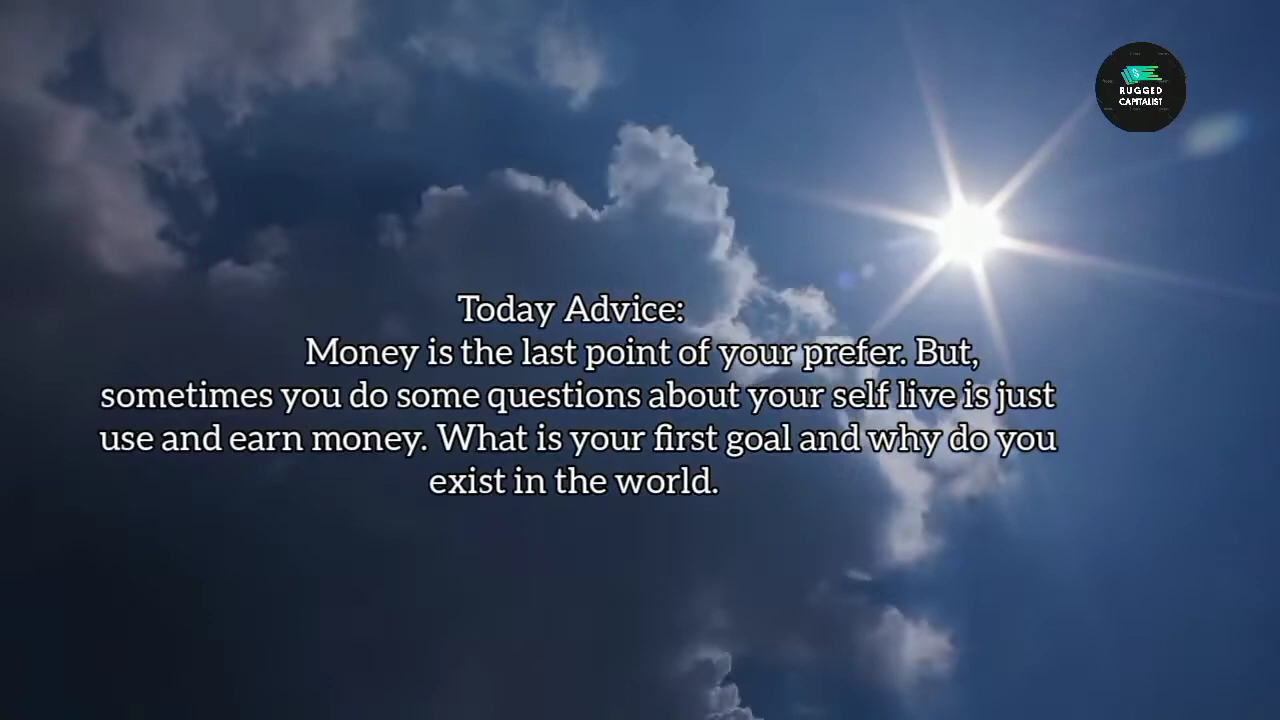 RUGGED
CAPITALIST
Today Advice:
Money is the last point of your prefer. But,
sometimes you do some questions about your self live is just
use and earn money. What is your first goal and why do you
exist in the world.